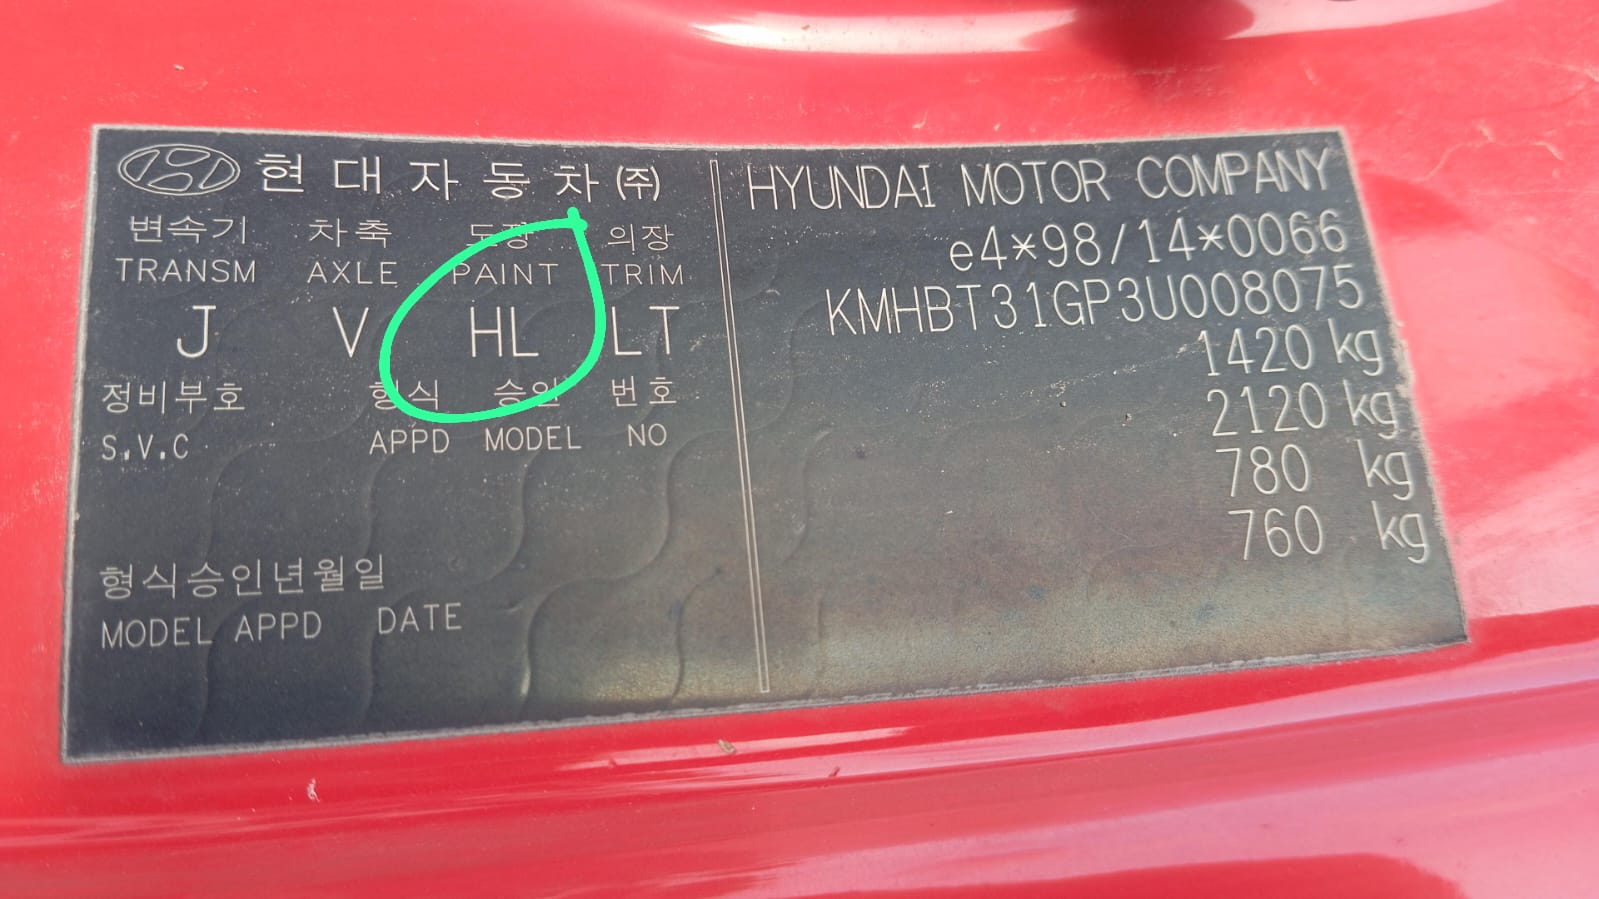 현대자동차(주)
변속기 차축 도장 의장
TRANSM AXLE PAINT TRIM
J V HL LT
정비부호 형식 승인 번호
S.V.C APPD MODEL NO
형식승인년월일
MODEL APPD DATE
HYUNDAI MOTOR COMPANY
e4*98/14*0066
KMHBT31GP3U008075
1420 kg
2120 kg
780 kg
760 kg